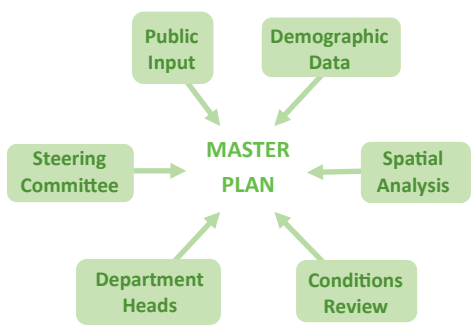 Public
Input
Demographic
Data
Steering
Committee
MASTER
PLAN
Spatial
Analysis
Department
Heads
Conditions
Review